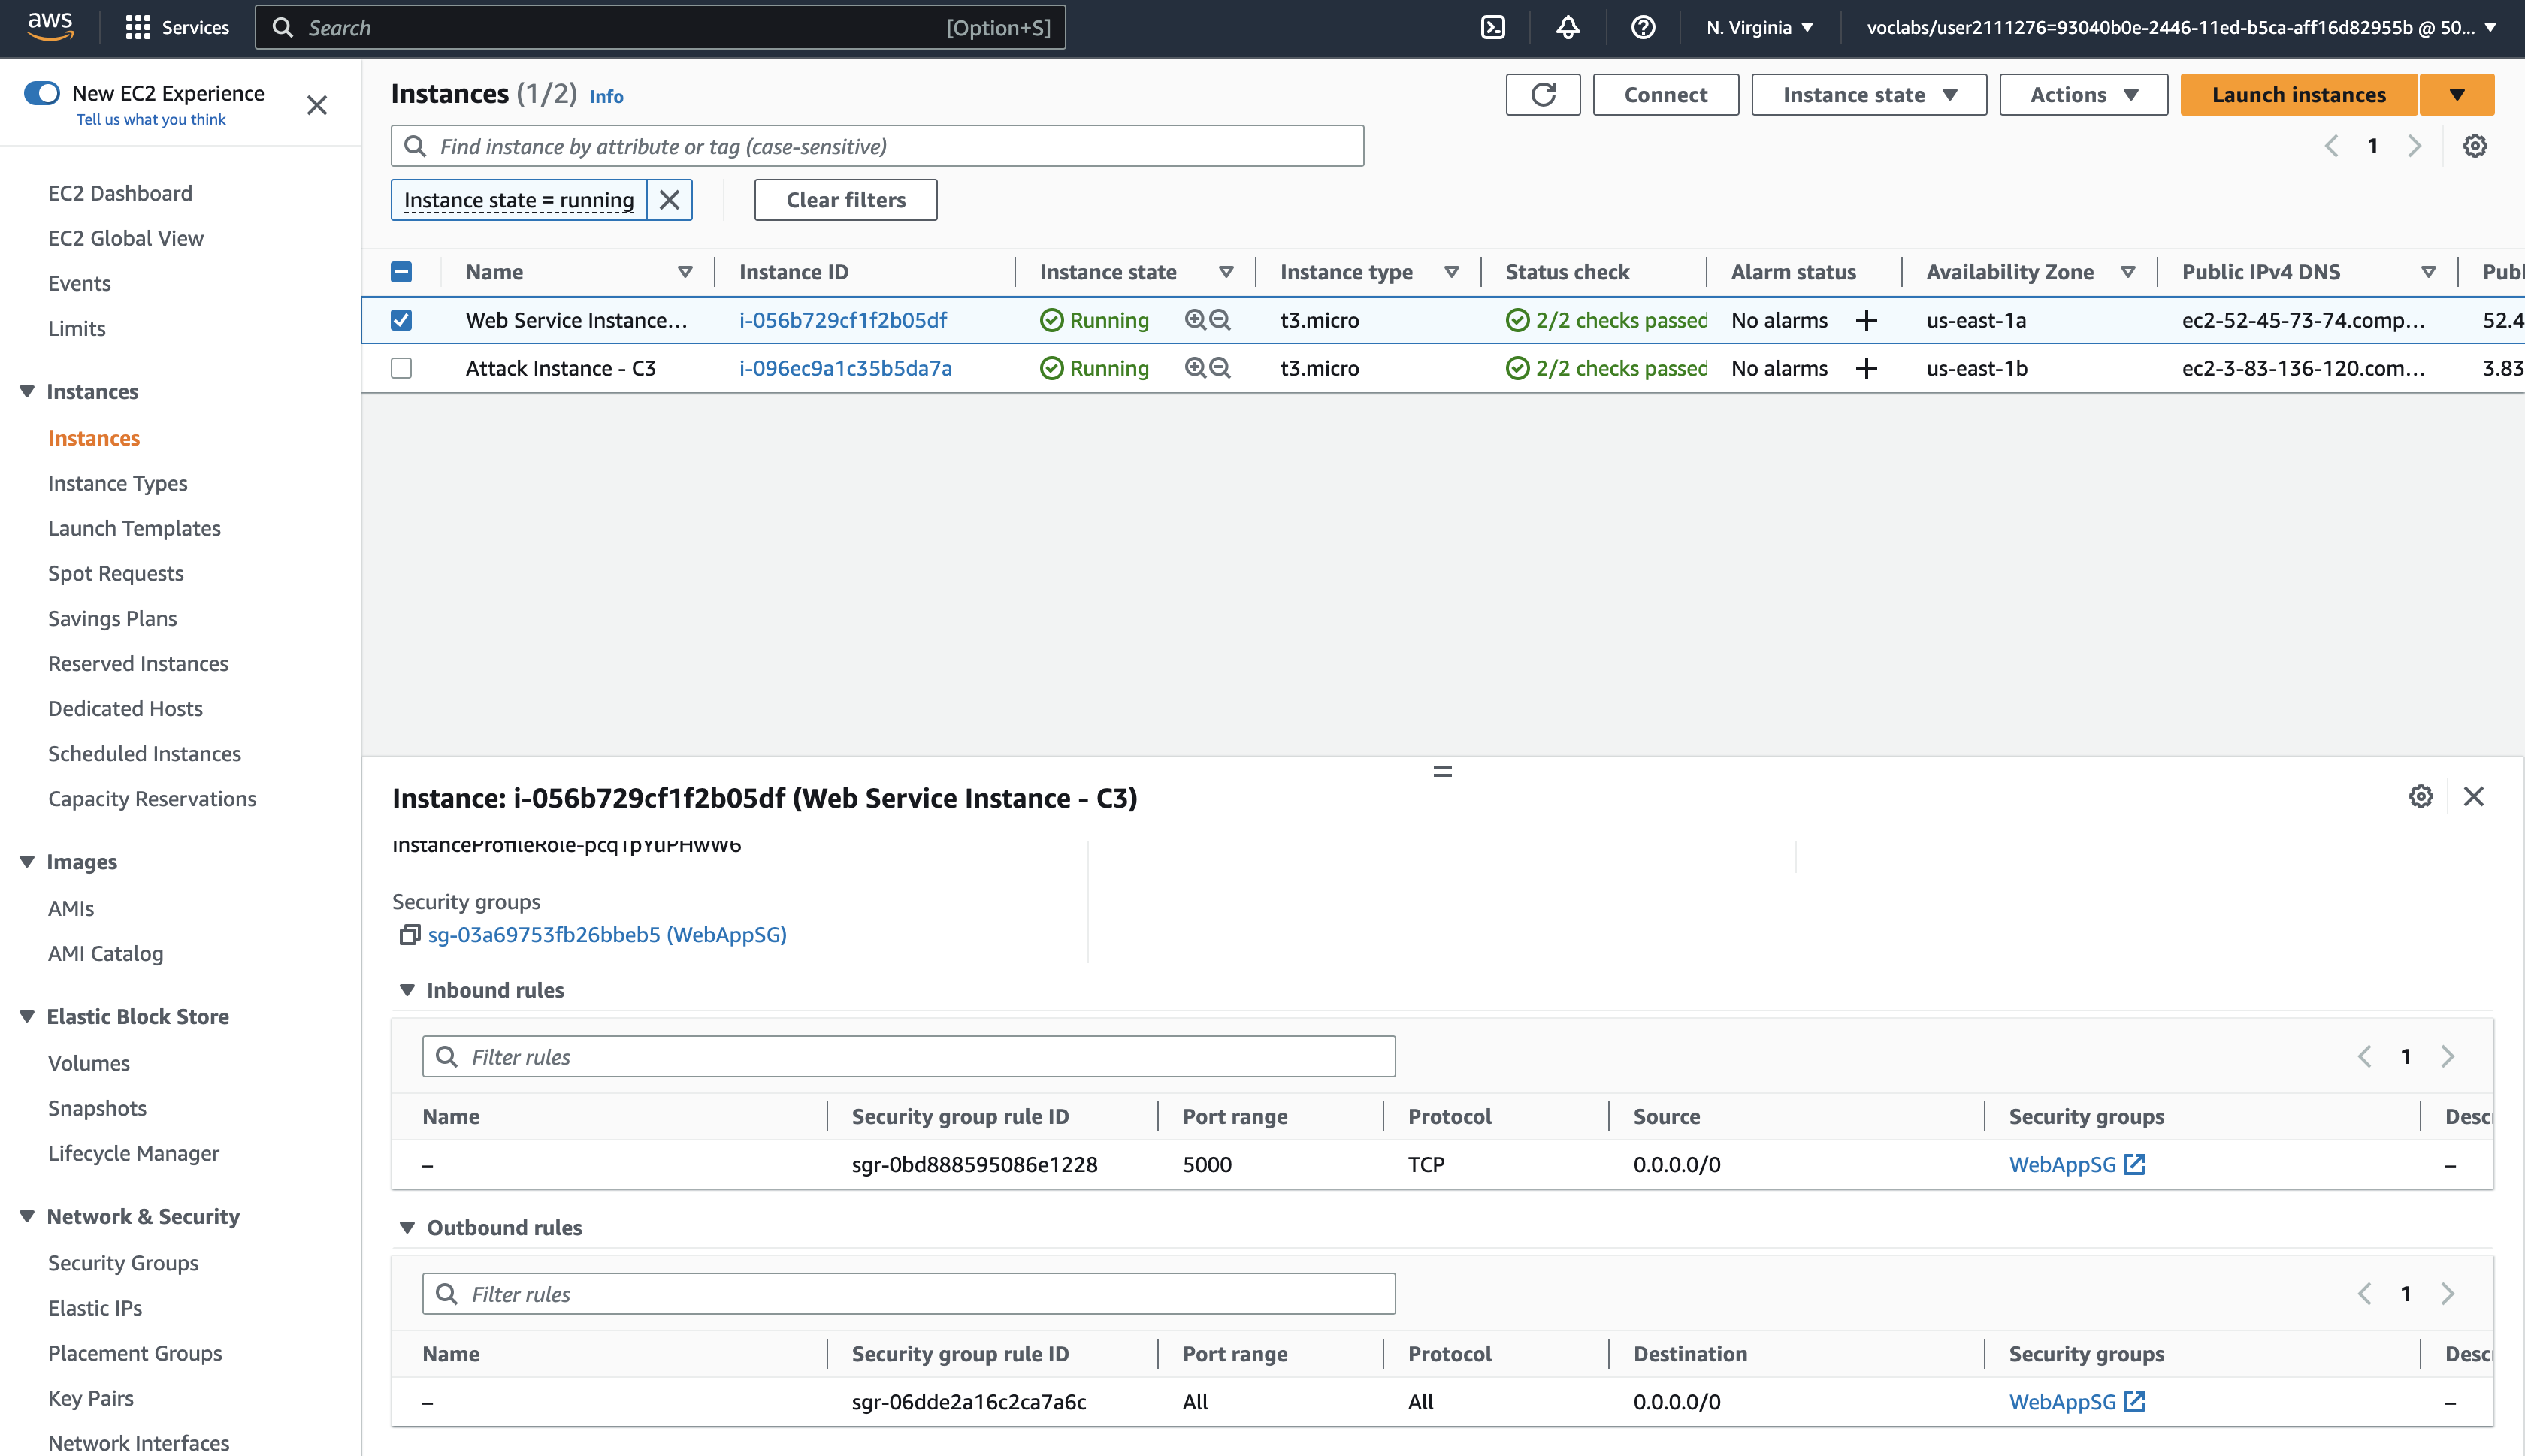 aws
Services
Search
[Option+S]
N. Virginia
voclabs/user2111276=93040b0e-2446-11ed-b5ca-aff16d82955b @ 50...
New EC2 Experience
Tell us what you think
EC2 Dashboard
EC2 Global View
Events
Limits
Instances
Instances
Instance Types
Launch Templates
Spot Requests
Savings Plans
Reserved Instances
Dedicated Hosts
Scheduled Instances
Capacity Reservations
Images
AMIs
AMI Catalog
Elastic Block Store
Volumes
Snapshots
Lifecycle Manager
Network & Security
Security Groups
Elastic IPs
Placement Groups
Key Pairs
Network Interfaces
Instances (1/2) Info
Connect
Instance state
Actions
Launch instances
Find instance by attribute or tag (case-sensitive)
1
Instance state = running
Clear filters
Name Instance ID Instance state Instance type Status check Alarm status Availability Zone Public IPv4 DNS Publ
Web Service Instance... i-056b729cf1f2b05df Running t3.micro 2/2 checks passed No alarms + us-east-1a ec2-52-45-73-74.comp... 52.4
Attack Instance - C3 i-096ec9a1c35b5da7a Running t3.micro 2/2 checks passed No alarms + us-east-1b ec2-3-83-136-120.com... 3.83
Instance: i-056b729cf1f2b05df (Web Service Instance - C3)
Security groups
sg-03a69753fb26bbeb5 (WebAppSG)
Inbound rules
Filter rules
1
Name Security group rule ID Port range Protocol Source Security groups Descr
– sgr-0bd888595086e1228 5000 TCP 0.0.0.0/0 WebAppSG –
Outbound rules
Filter rules
1
Name Security group rule ID Port range Protocol Destination Security groups Descr
– sgr-06dde2a16c2ca7a6c All All 0.0.0.0/0 WebAppSG –